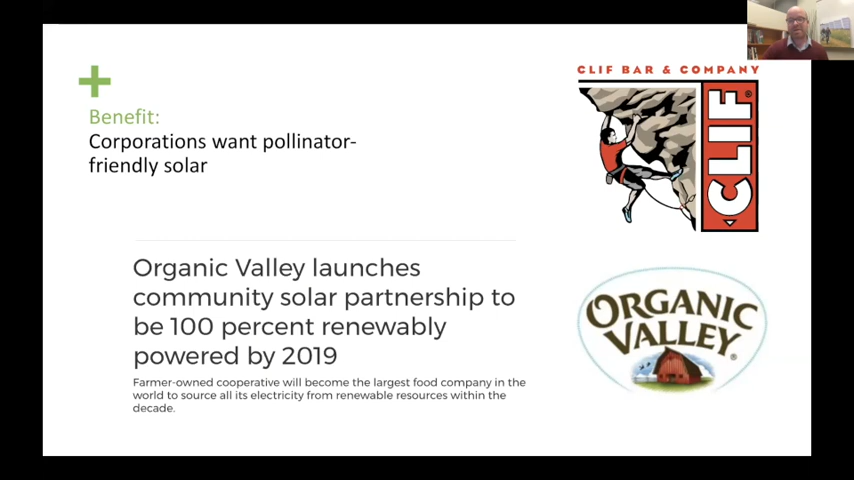 Benefit:
Corporations want pollinator-
friendly solar
CLIF BAR & COMPANY
CLIF®
Organic Valley launches
community solar partnership to
be 100 percent renewably
powered by 2019
Farmer-owned cooperative will become the largest food company in the
world to source all its electricity from renewable resources within the
decade.
ORGANIC
VALLEY®